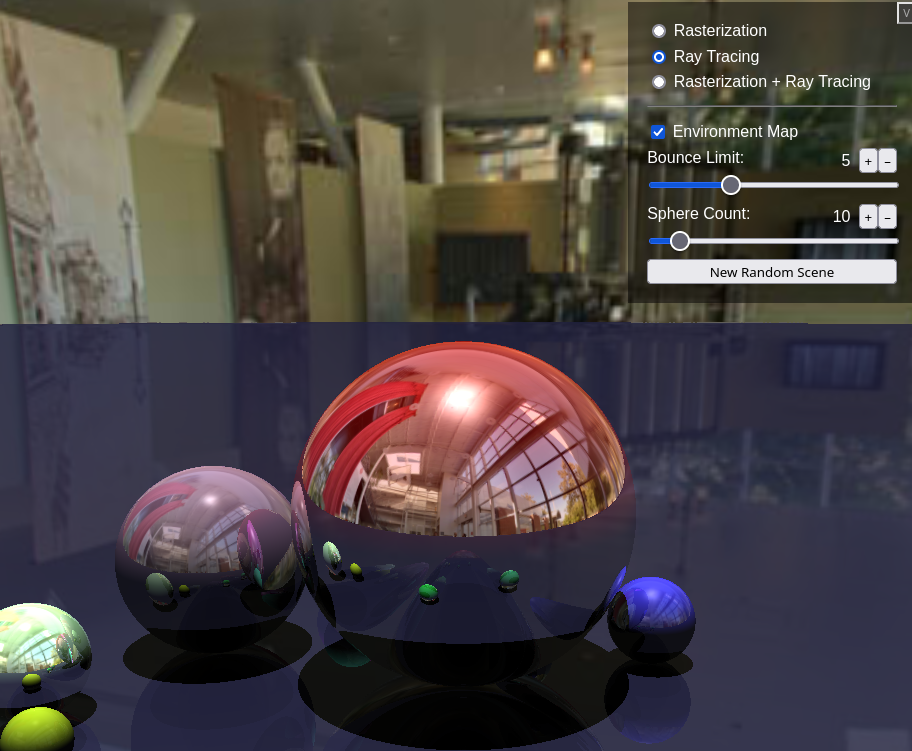 V
Rasterization
Ray Tracing
Rasterization + Ray Tracing
Environment Map
Bounce Limit: 5 + −
Sphere Count: 10 + −
New Random Scene